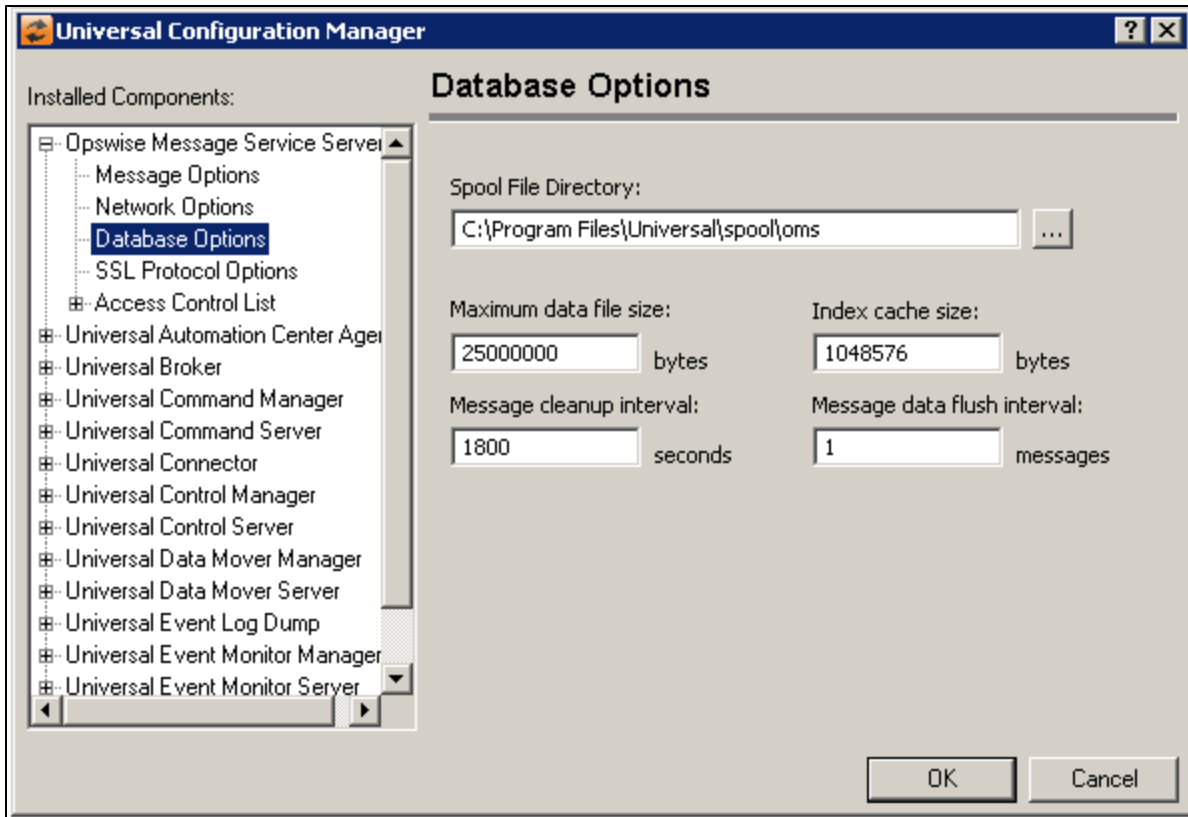 Universal Configuration Manager
Installed Components:
Opswise Message Service Server
Message Options
Network Options
Database Options
SSL Protocol Options
Access Control List
Universal Automation Center Ager
Universal Broker
Universal Command Manager
Universal Command Server
Universal Connector
Universal Control Manager
Universal Control Server
Universal Data Mover Manager
Universal Data Mover Server
Universal Event Log Dump
Universal Event Monitor Manager
Universal Event Monitor Server
Database Options
Spool File Directory:
C:\Program Files\Universal\spool\oms
...
Maximum data file size:
Index cache size:
25000000 bytes
1048576 bytes
Message cleanup interval:
Message data flush interval:
1800 seconds
1 messages
OK
Cancel